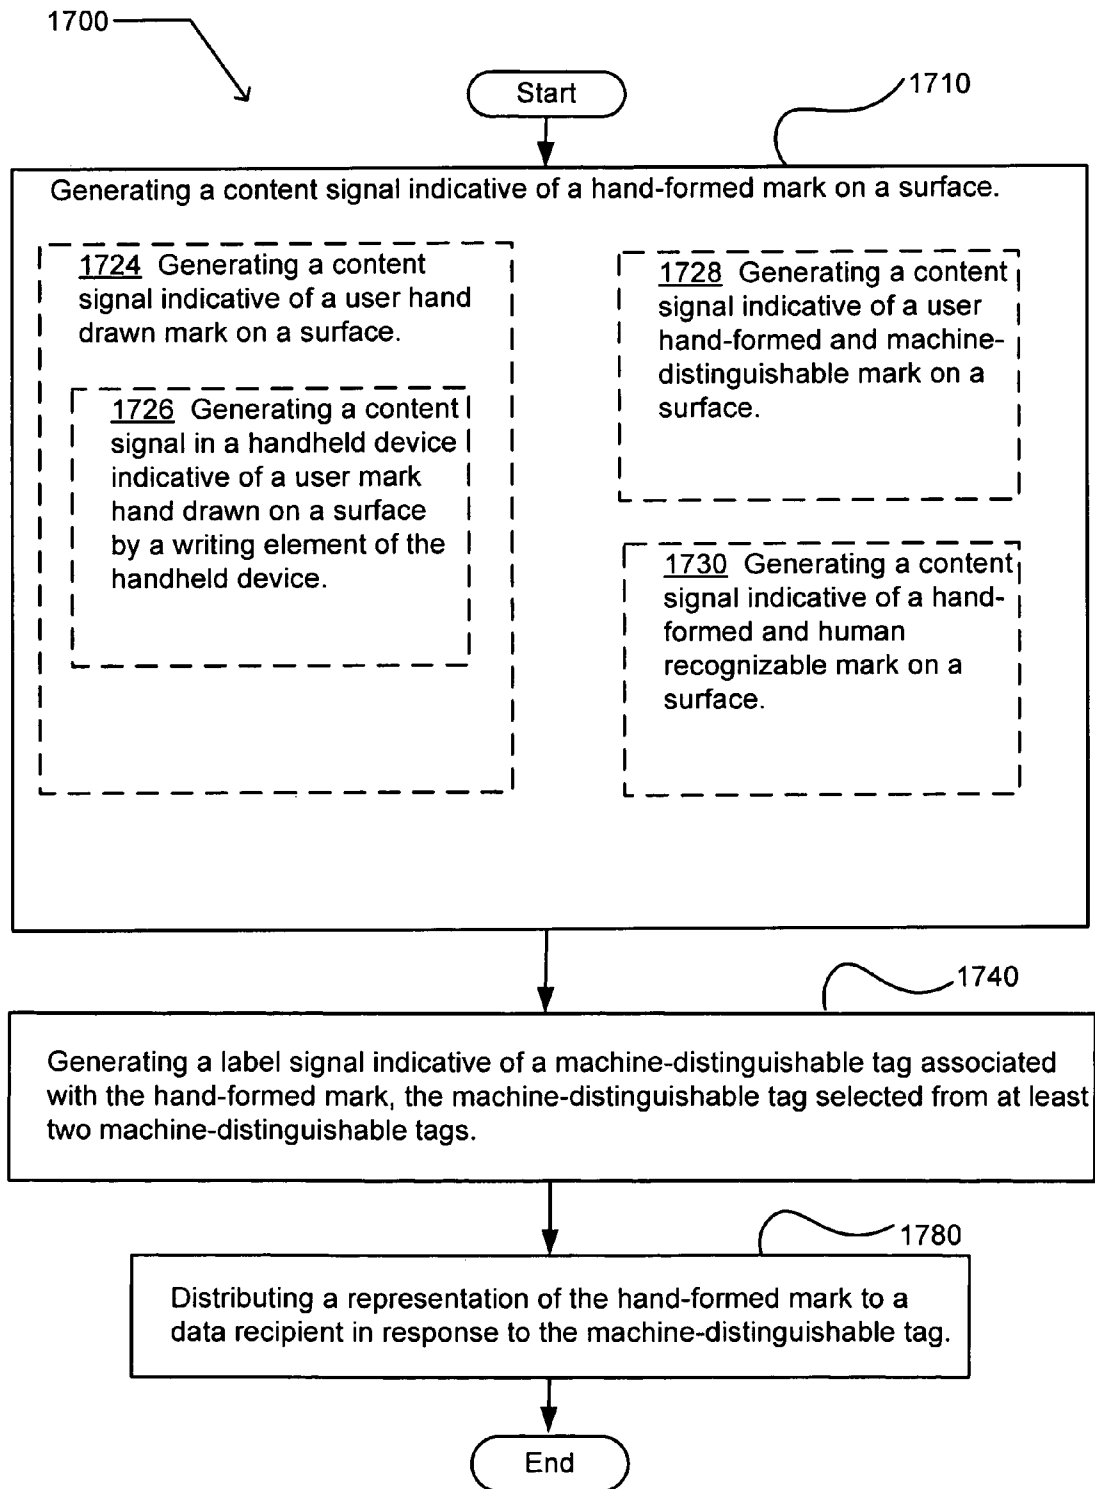 1700
Start
1710
Generating a content signal indicative of a hand-formed mark on a surface.
1724 Generating a content
signal indicative of a user hand
drawn mark on a surface.
1726 Generating a content
signal in a handheld device
indicative of a user mark
hand drawn on a surface
by a writing element of the
handheld device.
1728 Generating a content
signal indicative of a user
hand-formed and machine-
distinguishable mark on a
surface.
1730 Generating a content
signal indicative of a hand-
formed and human
recognizable mark on a
surface.
1740
Generating a label signal indicative of a machine-distinguishable tag associated
with the hand-formed mark, the machine-distinguishable tag selected from at least
two machine-distinguishable tags.
1780
Distributing a representation of the hand-formed mark to a
data recipient in response to the machine-distinguishable tag.
End